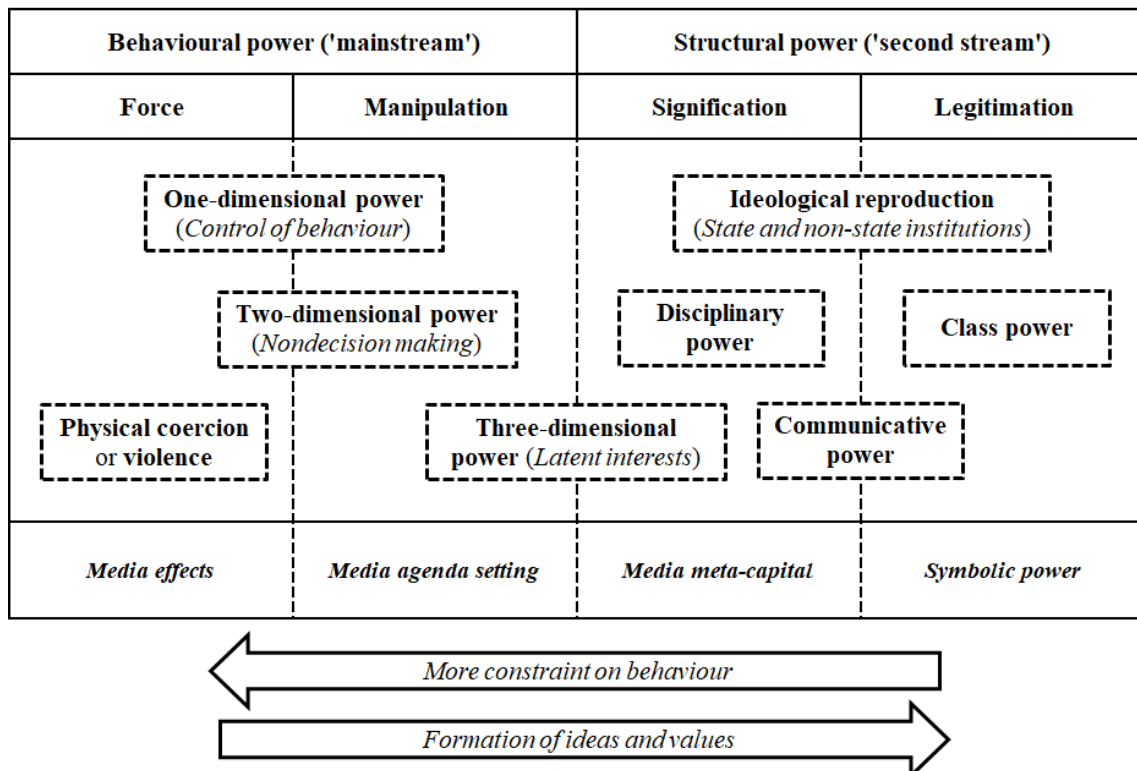 Behavioural power ('mainstream')
Structural power ('second stream')
Force
Manipulation
Signification
Legitimation
One-dimensional power
(Control of behaviour)
Ideological reproduction
(State and non-state institutions)
Two-dimensional power
(Nondecision making)
Disciplinary
power
Class power
Physical coercion
or violence
Three-dimensional
power (Latent interests)
Communicative
power
Media effects
Media agenda setting
Media meta-capital
Symbolic power
More constraint on behaviour
Formation of ideas and values